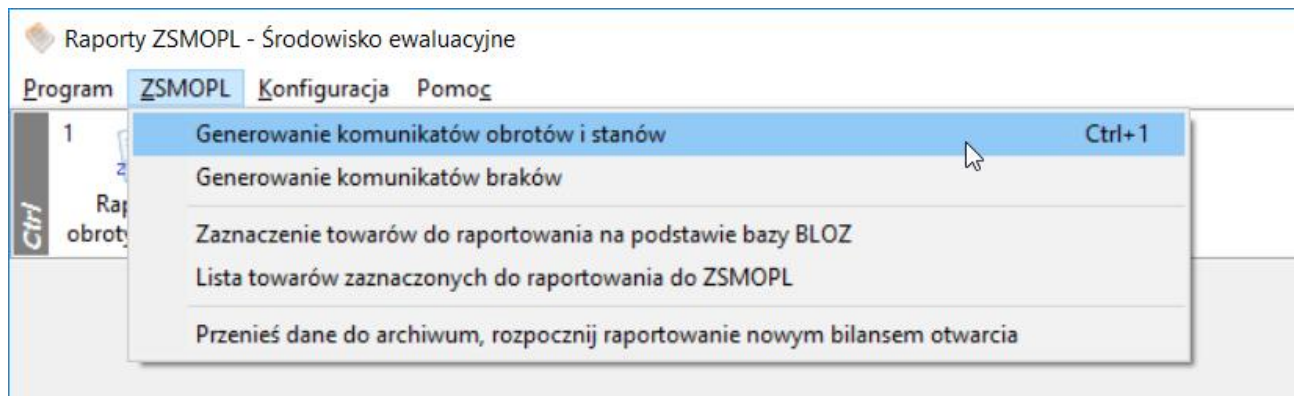 Raporty ZSMOPL - Środowisko ewaluacyjne
Program ZSMOPL Konfiguracja Pomoc
1
Ctrl
Generowanie komunikatów obrotów i stanów Ctrl+1
Generowanie komunikatów braków
Zaznaczenie towarów do raportowania na podstawie bazy BLOZ
Lista towarów zaznaczonych do raportowania do ZSMOPL
Przenieś dane do archiwum, rozpocznij raportowanie nowym bilansem otwarcia